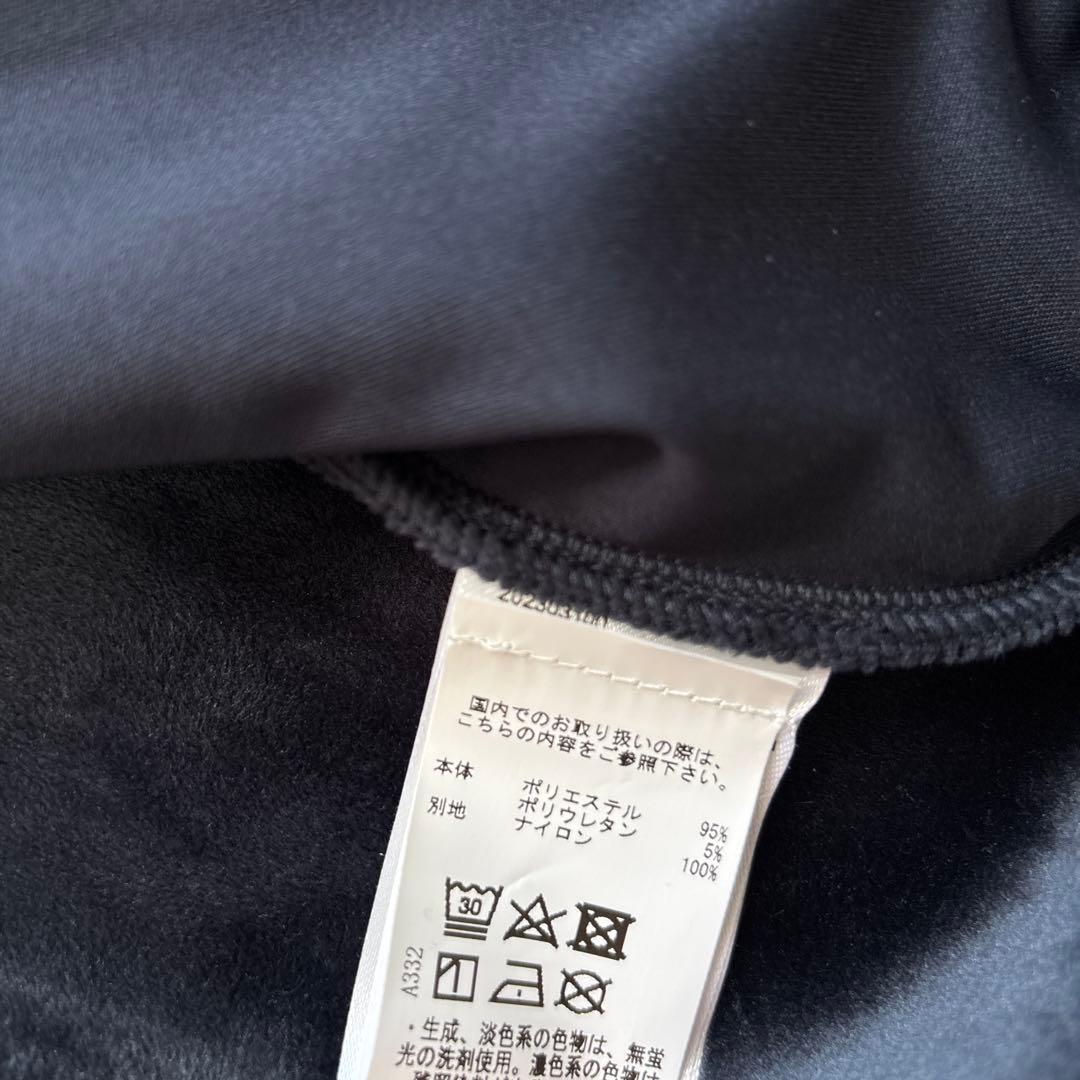 国内でのお取り扱いの際は、
こちらの内容をご参照下さい。
本体 ポリエステル 95%
ポリウレタン 5%
別地 ナイロン 100%
30
A332
・生成、淡色系の色物は、無蛍
光の洗剤使用。濃色系の色物は